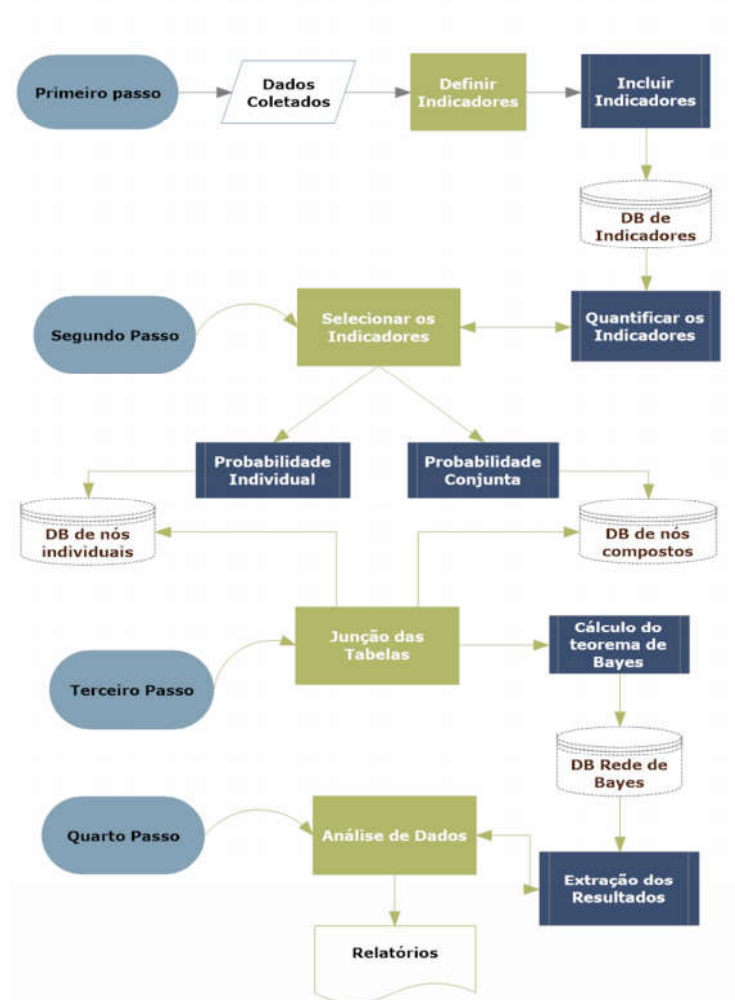 Primeiro passo
Dados
Coletados
Definir
Indicadores
Incluir
Indicadores
DB de
Indicadores
Segundo Passo
Selecionar os
Indicadores
Quantificar os
Indicadores
Probabilidade
Individual
Probabilidade
Conjunta
DB de nós
individuais
DB de nós
compostos
Terceiro Passo
Junção das
Tabelas
Cálculo do
teorema de
Bayes
DB Rede de
Bayes
Quarto Passo
Análise de Dados
Extração dos
Resultados
Relatórios